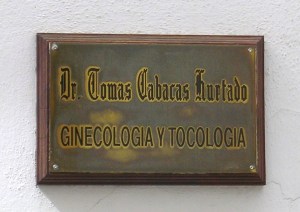 Dr. Tomas Cabacas Hurtado
GINECOLOGIA Y TOCOLOGIA